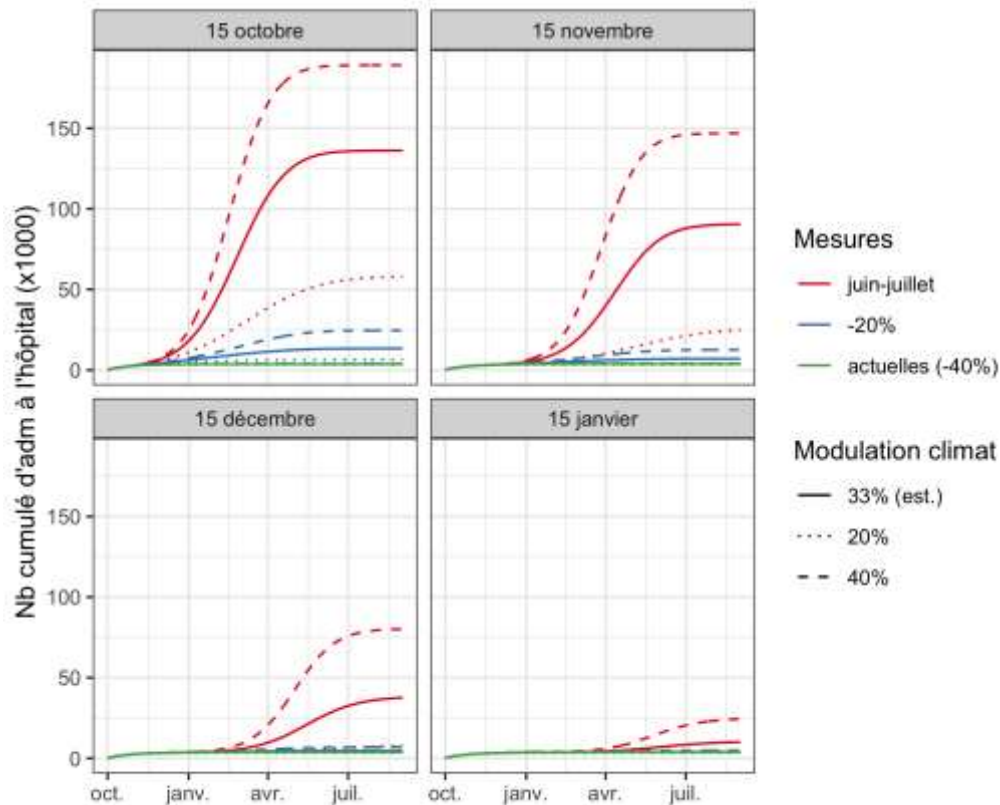 15 octobre
15 novembre
150
100
50
0
15 décembre
15 janvier
150
100
50
0
oct.
janv.
avr.
juil.
oct.
janv.
avr.
juil.
Nb cumulé d'adm à l'hôpital (x1000)
Mesures
juin-juillet
-20%
actuelles (-40%)
Modulation climat
33% (est.)
20%
40%